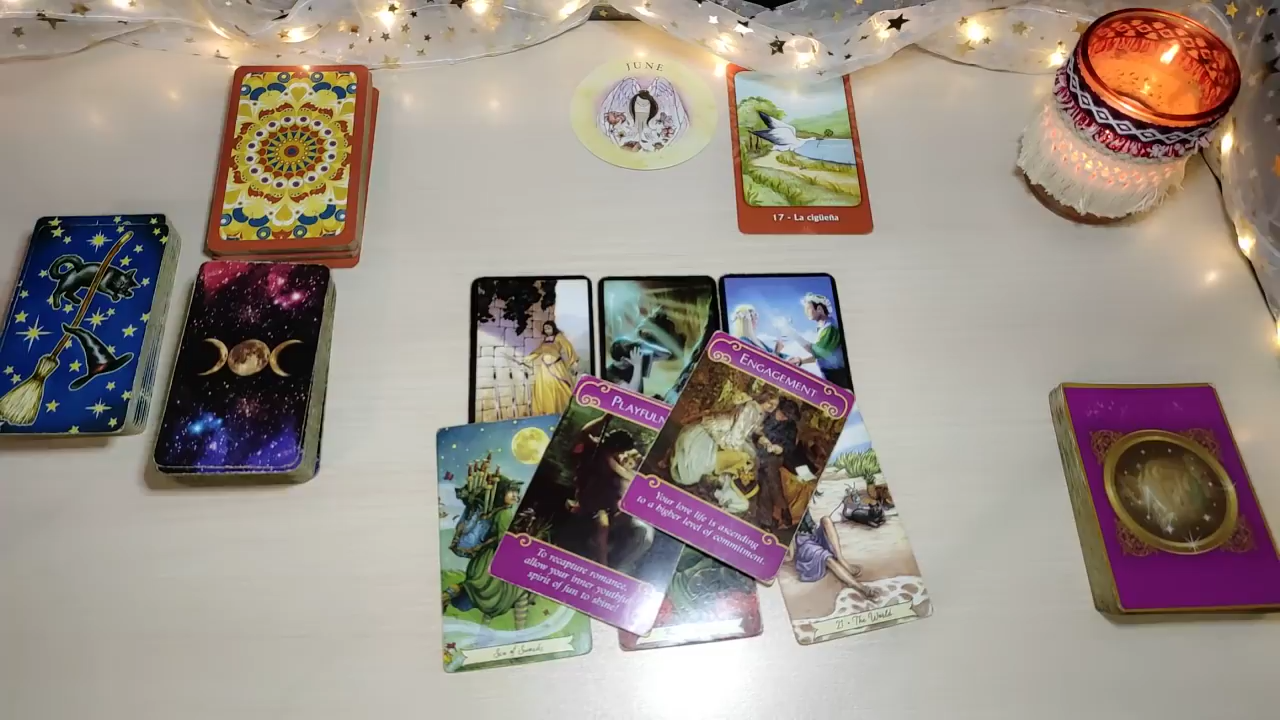 JUNE
17 - La cigüeña
ENGAGEMENT
Your love life is ascending
to a higher level of commitment.
PLAYFULN
To recapture romance,
allow your inner youthful
spirit of fun to shine!
21 • The World